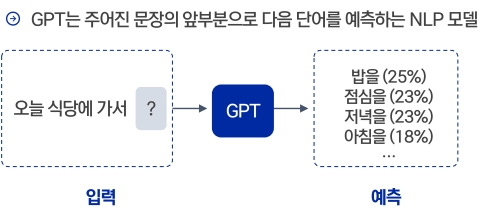 GPT는 주어진 문장의 앞부분으로 다음 단어를 예측하는 NLP 모델
오늘 식당에 가서 ?
GPT
밥을 (25%)
점심을 (23%)
저녁을 (23%)
아침을 (18%)
…
입력
예측